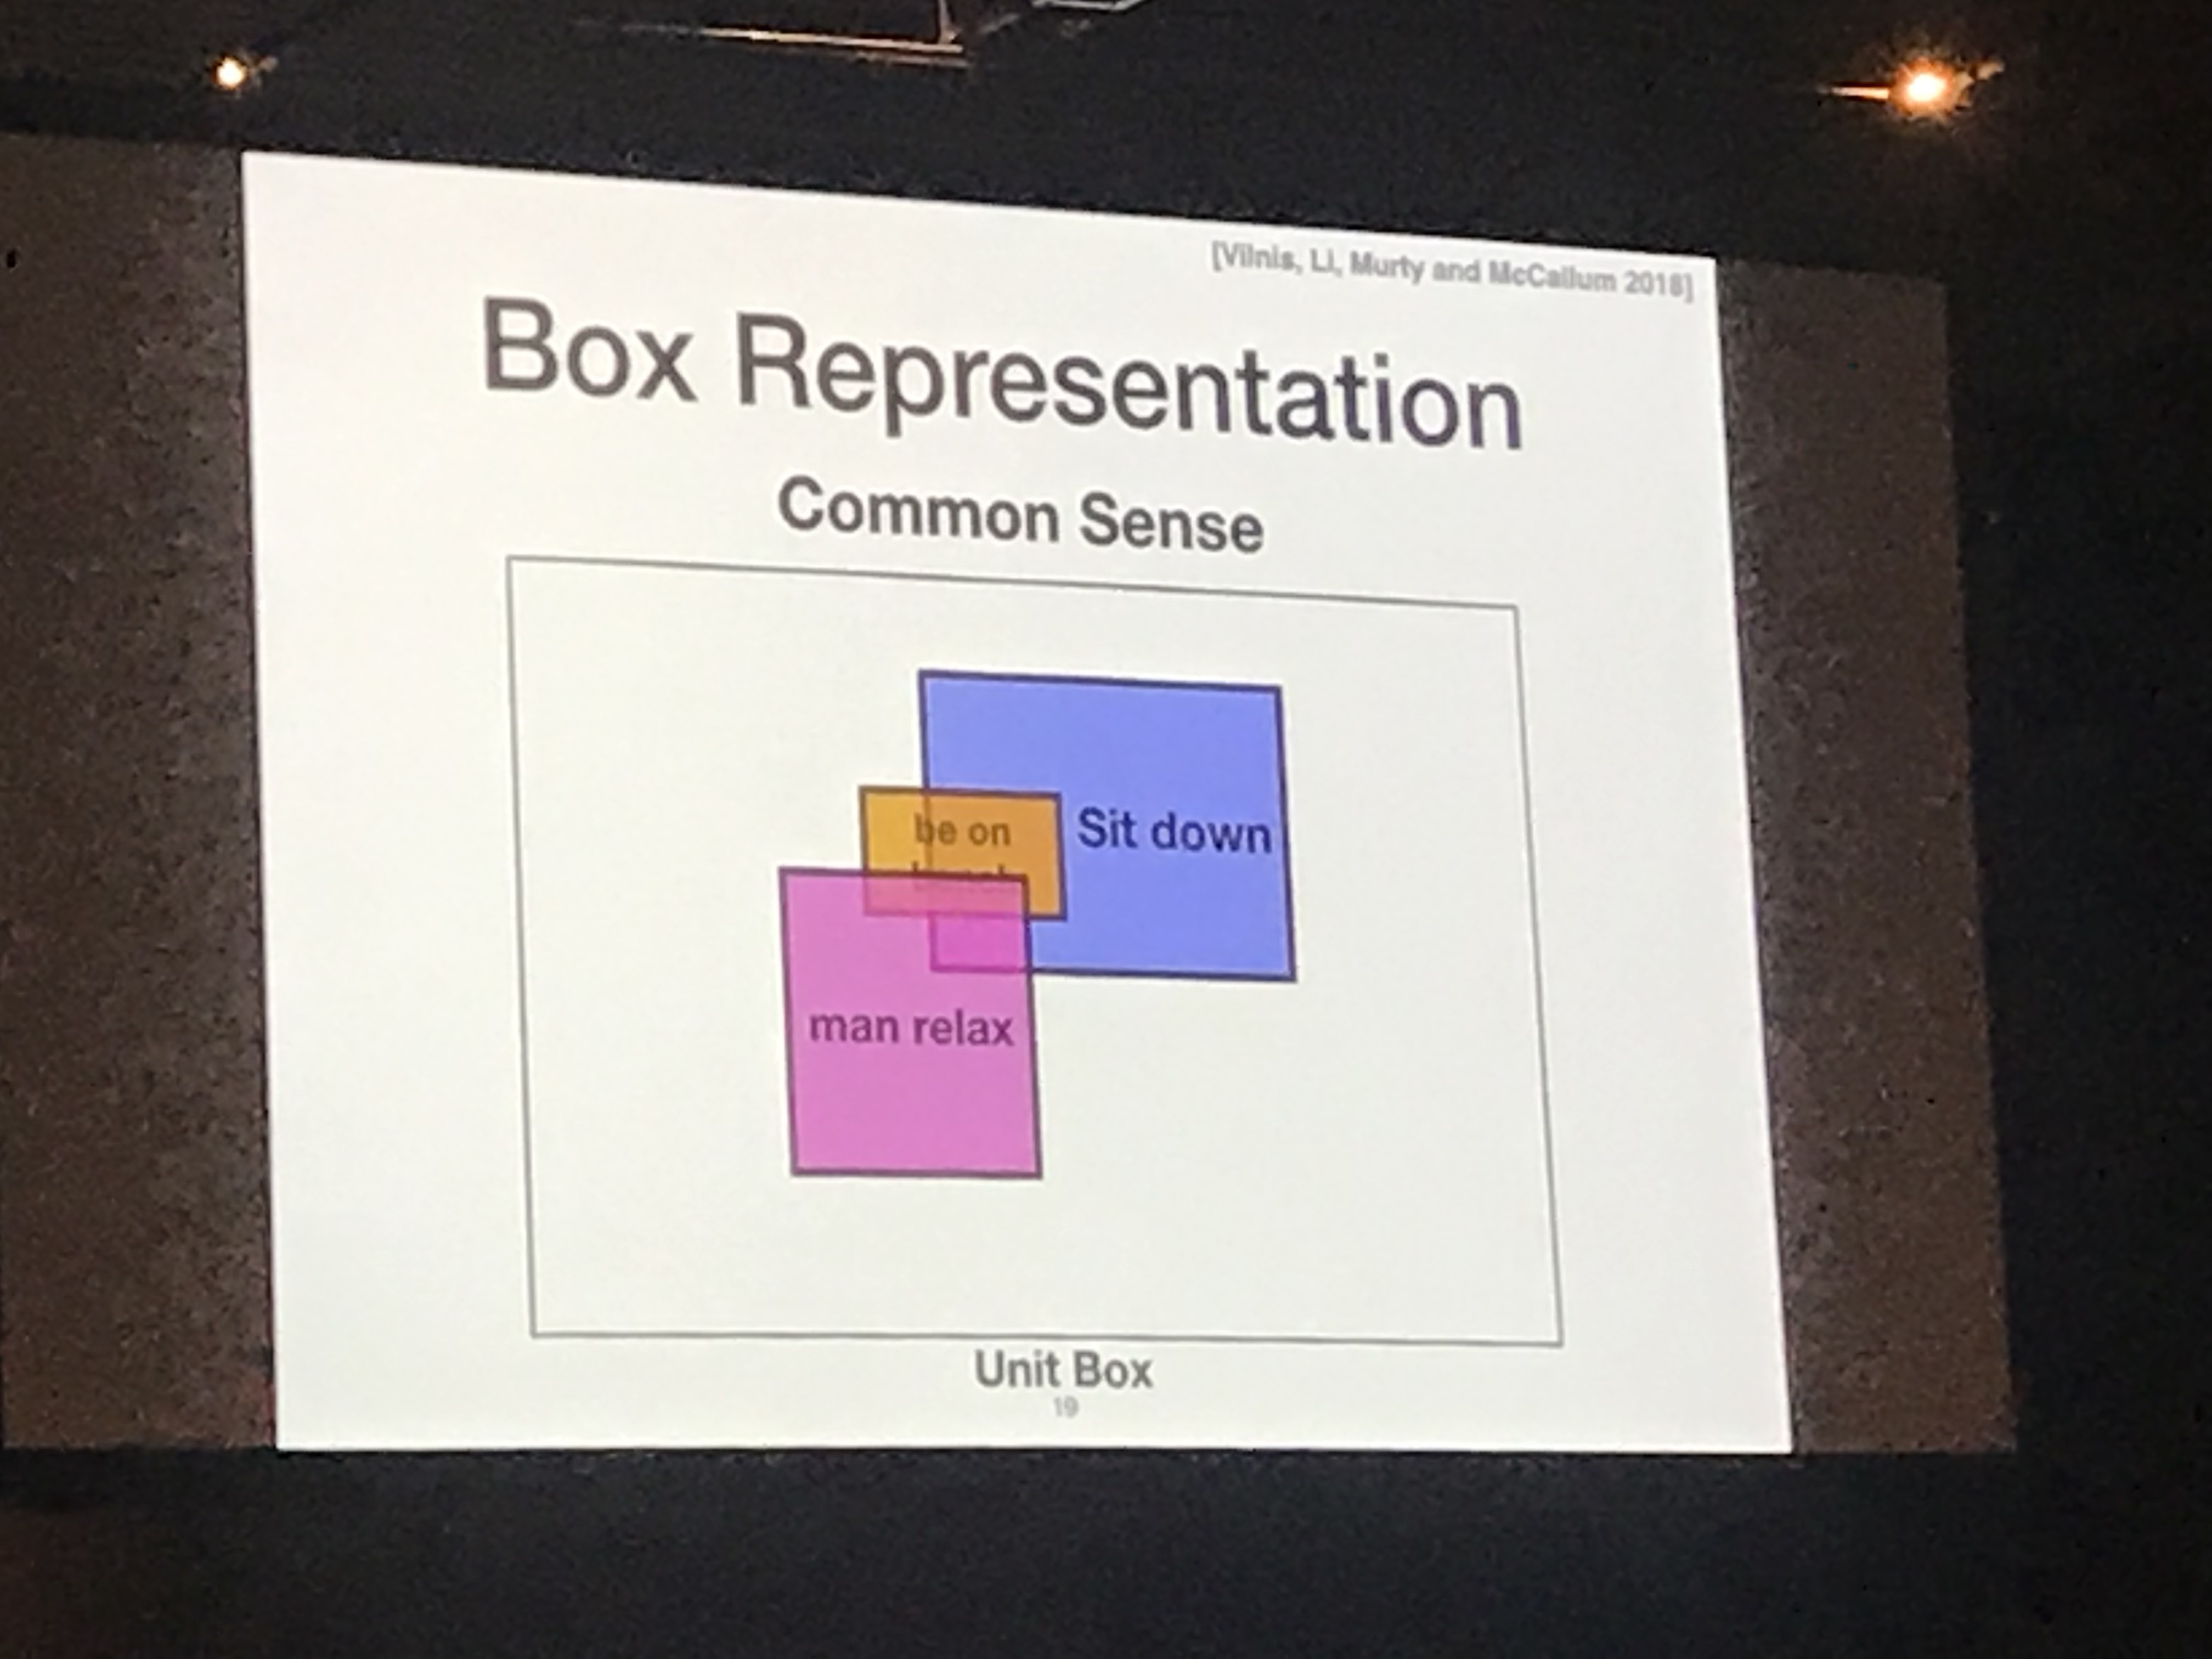 [Vilnis, Li, Murty and McCallum 2018]
Box Representation
Common Sense
be on
Sit down
man relax
Unit Box
19